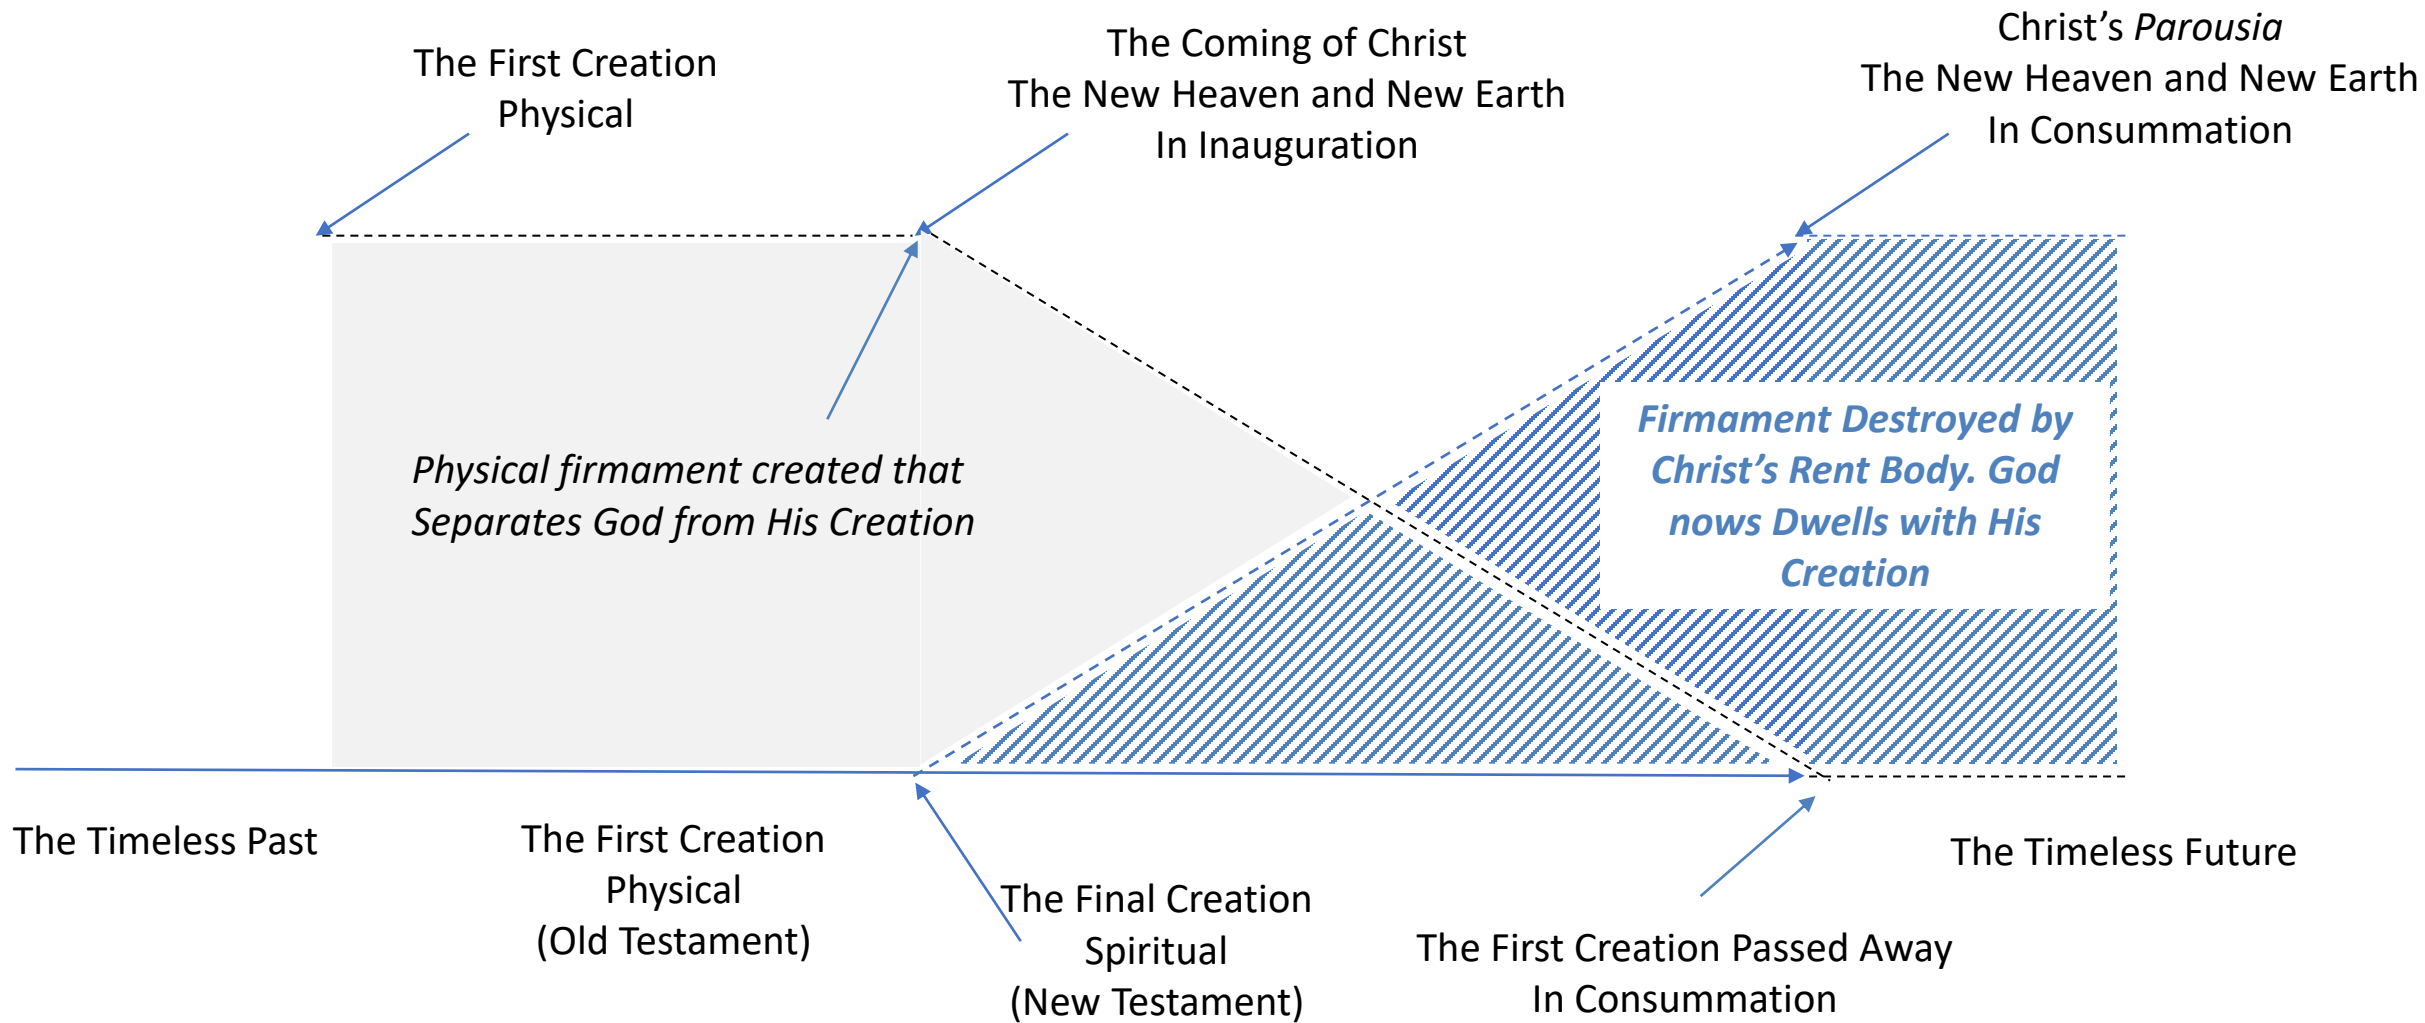 The First Creation
Physical
The Coming of Christ
The New Heaven and New Earth
In Inauguration
Christ’s Parousia
The New Heaven and New Earth
In Consummation
Physical firmament created that
Separates God from His Creation
Firmament Destroyed by
Christ’s Rent Body. God
nows Dwells with His
Creation
The Timeless Past
The First Creation
Physical
(Old Testament)
The Final Creation
Spiritual
(New Testament)
The First Creation Passed Away
In Consummation
The Timeless Future